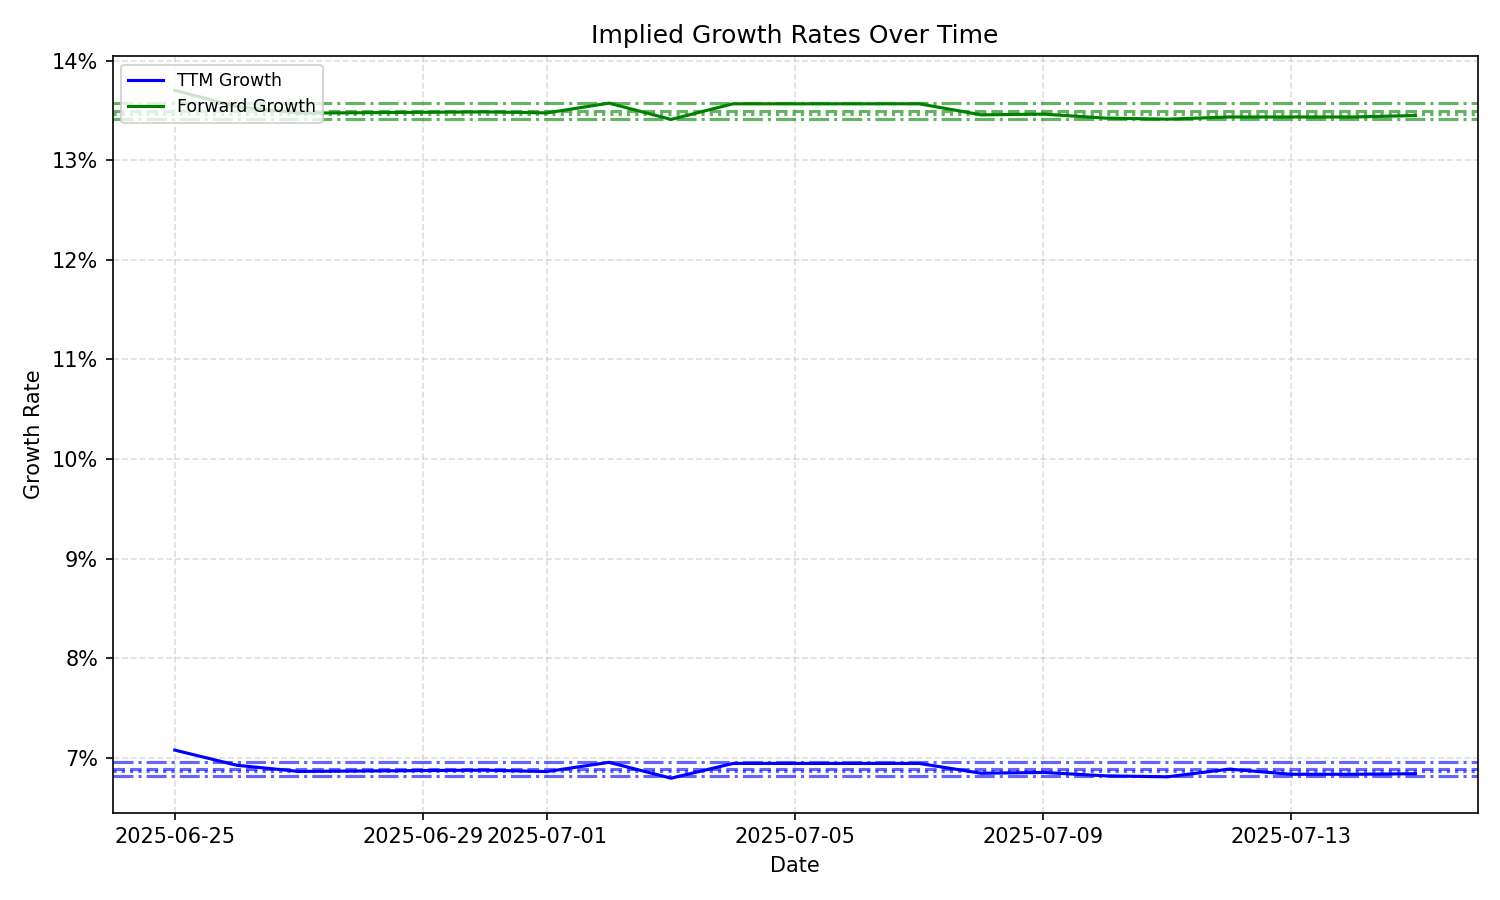 Implied Growth Rates Over Time
TTM Growth
Forward Growth
14%
13%
12%
11%
10%
9%
8%
7%
Growth Rate
2025-06-25
2025-06-29
2025-07-01
2025-07-05
2025-07-09
2025-07-13
Date